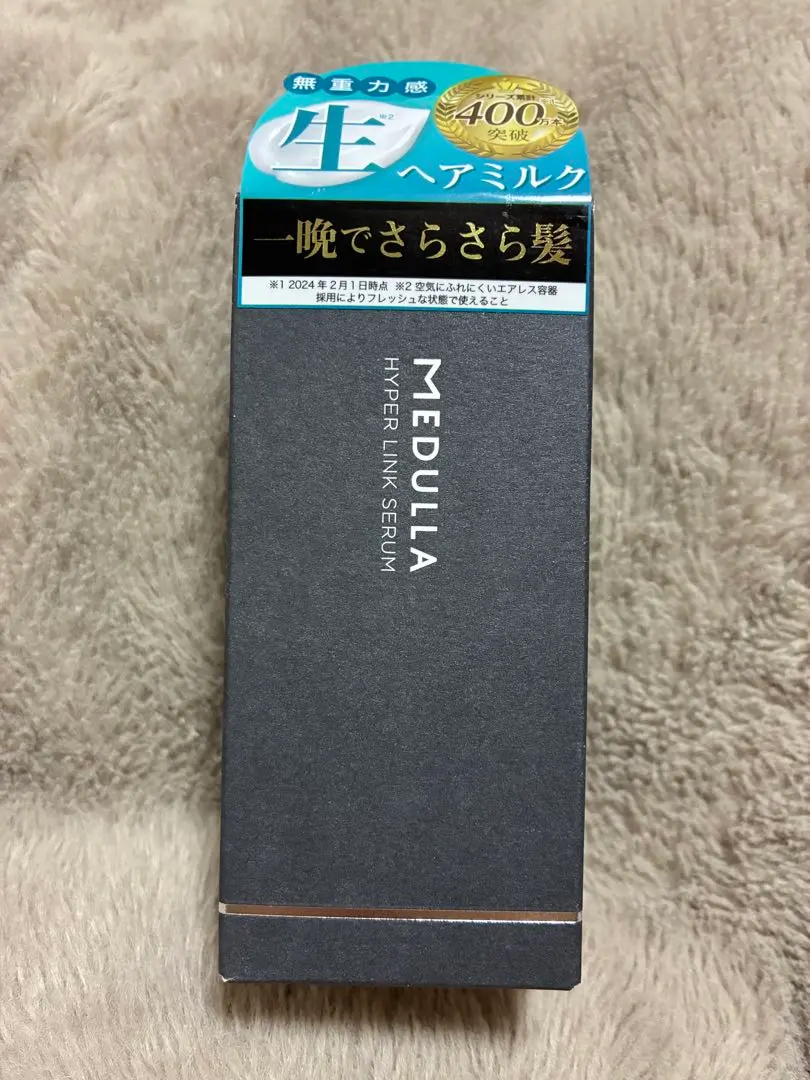 無重力感
生※2
ヘアミルク
シリーズ累計※1
400万本
突破
一晩でさらさら髪
※1 2024年2月1日時点 ※2 空気にふれにくいエアレス容器
採用によりフレッシュな状態で使えること
MEDULLA
HYPER LINK SERUM